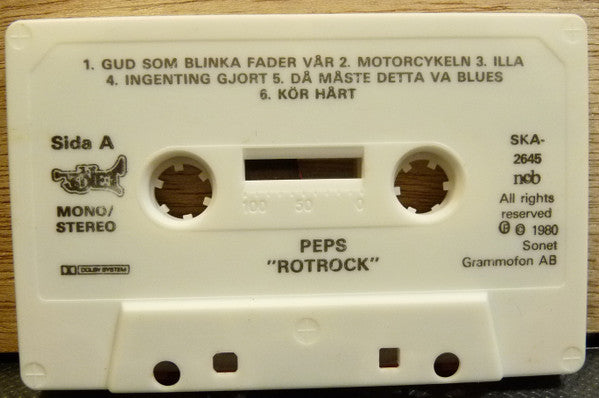 1. GUD SOM BLINKA FADER VÅR 2. MOTORCYKELN 3. ILLA
4. INGENTING GJORT 5. DÅ MÅSTE DETTA VA BLUES
6. KÖR HÅRT
Sida A
SONET
MONO/
STEREO
DOLBY SYSTEM
100 50 0
PEPS
"ROTROCK"
SKA-
2645
ncb
All rights
reserved
Ⓟ © 1980
Sonet
Grammofon AB